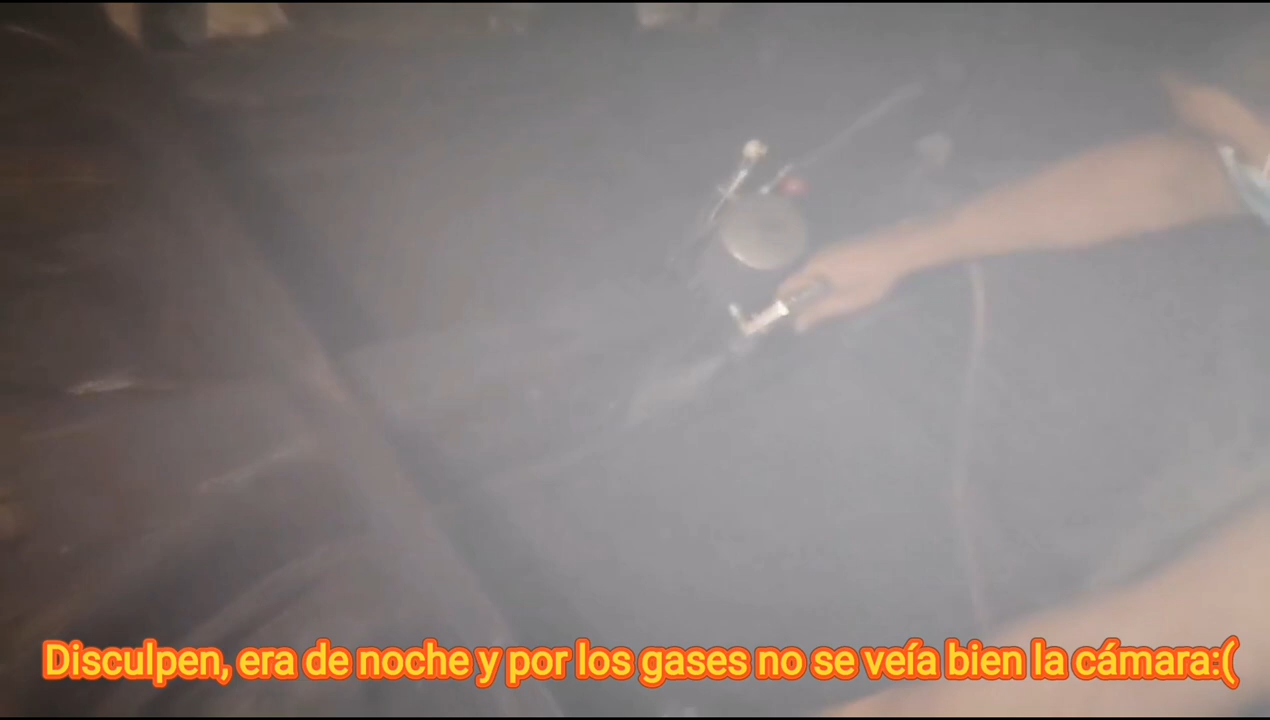 Disculpen, era de noche y por los gases no se veía bien la cámara:(